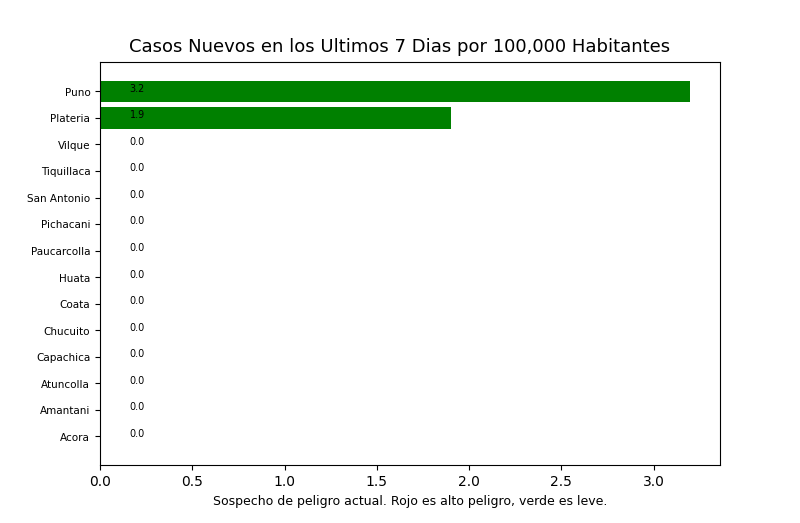 Casos Nuevos en los Ultimos 7 Dias por 100,000 Habitantes
Puno 3.2
Plateria 1.9
Vilque 0.0
Tiquillaca 0.0
San Antonio 0.0
Pichacani 0.0
Paucarcolla 0.0
Huata 0.0
Coata 0.0
Chucuito 0.0
Capachica 0.0
Atuncolla 0.0
Amantani 0.0
Acora 0.0
0.0 0.5 1.0 1.5 2.0 2.5 3.0
Sospecho de peligro actual. Rojo es alto peligro, verde es leve.